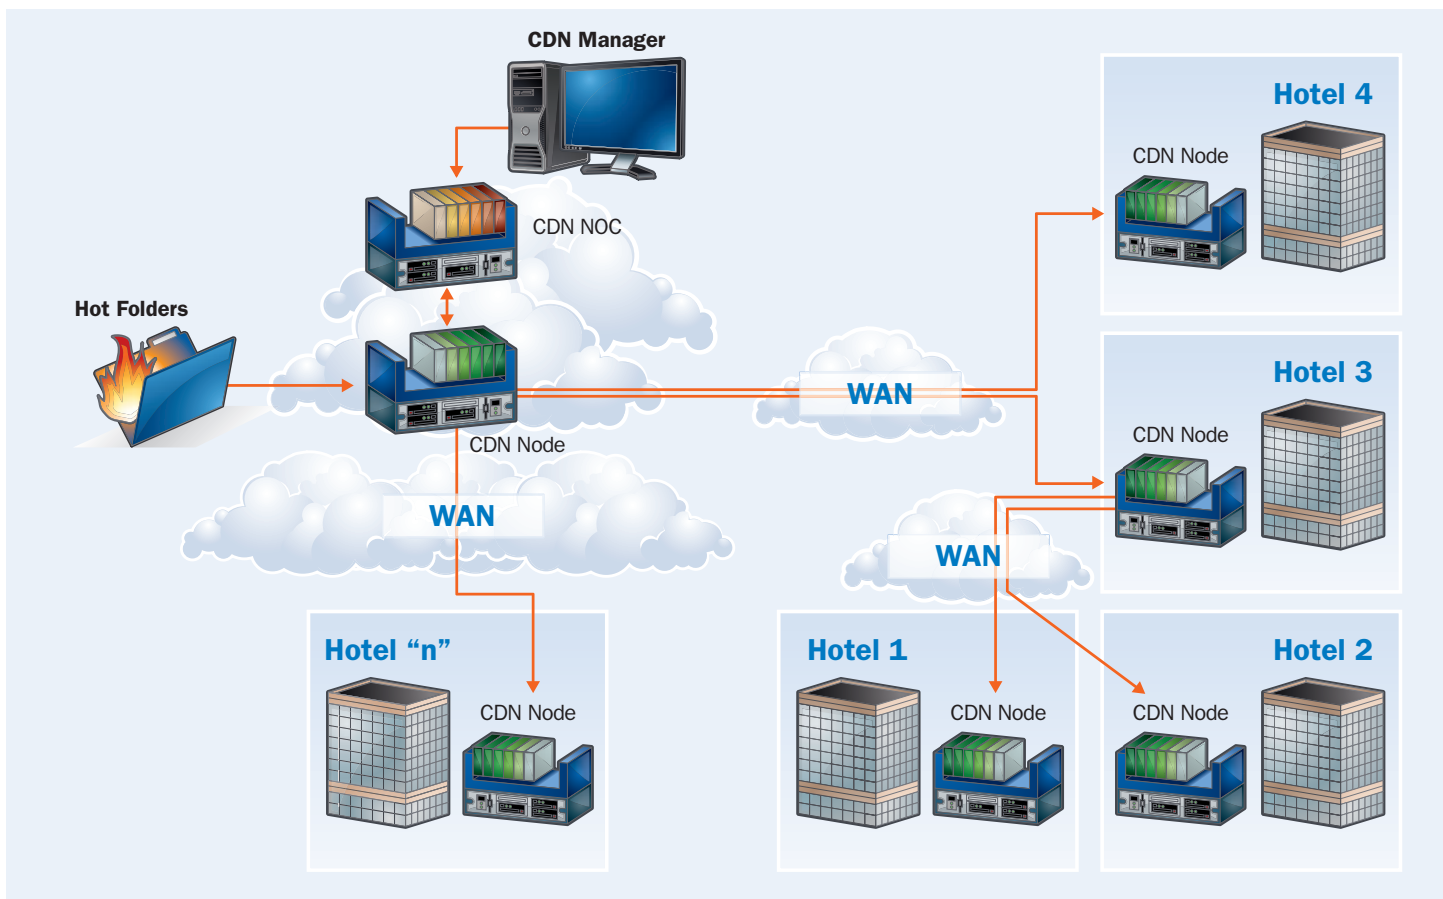 CDN Manager
Hotel 4
CDN Node
CDN NOC
Hot Folders
Hotel 3
WAN
CDN Node
CDN Node
WAN
WAN
Hotel “n”
Hotel 1
Hotel 2
CDN Node
CDN Node
CDN Node